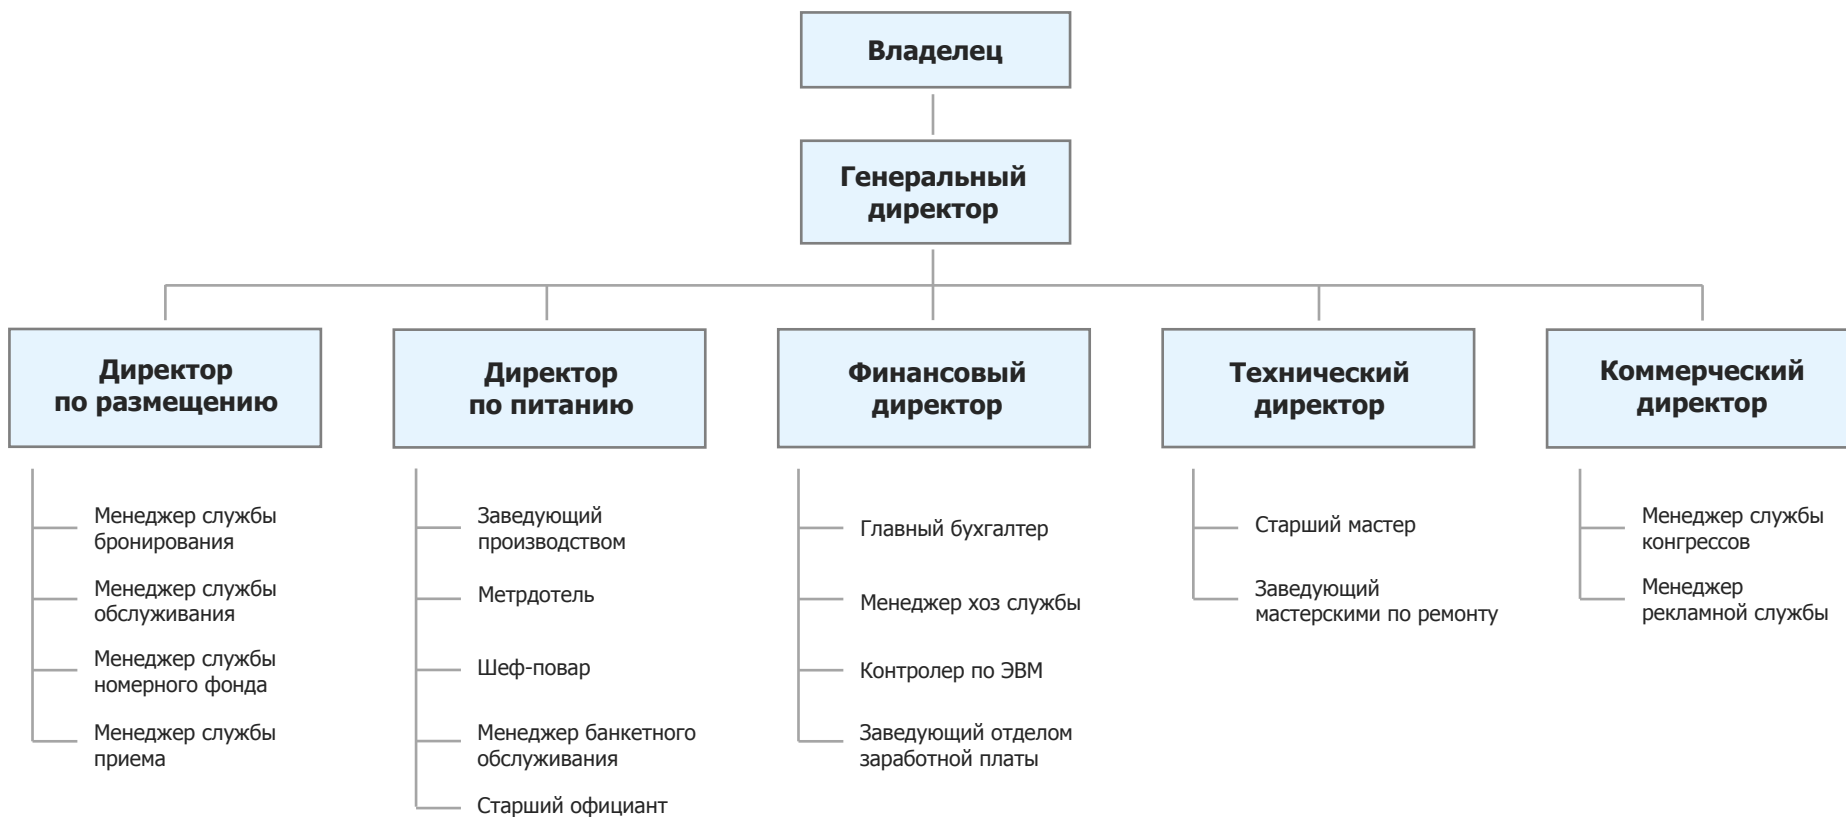 Владелец
Генеральный
директор
Директор
по размещению
Директор
по питанию
Финансовый
директор
Технический
директор
Коммерческий
директор
Менеджер службы
бронирования
Менеджер службы
обслуживания
Менеджер службы
номерного фонда
Менеджер службы
приема
Заведующий
производством
Метрдотель
Шеф-повар
Менеджер банкетного
обслуживания
Старший официант
Главный бухгалтер
Менеджер хоз службы
Контролер по ЭВМ
Заведующий отделом
заработной платы
Старший мастер
Заведующий
мастерскими по ремонту
Менеджер службы
конгрессов
Менеджер
рекламной службы